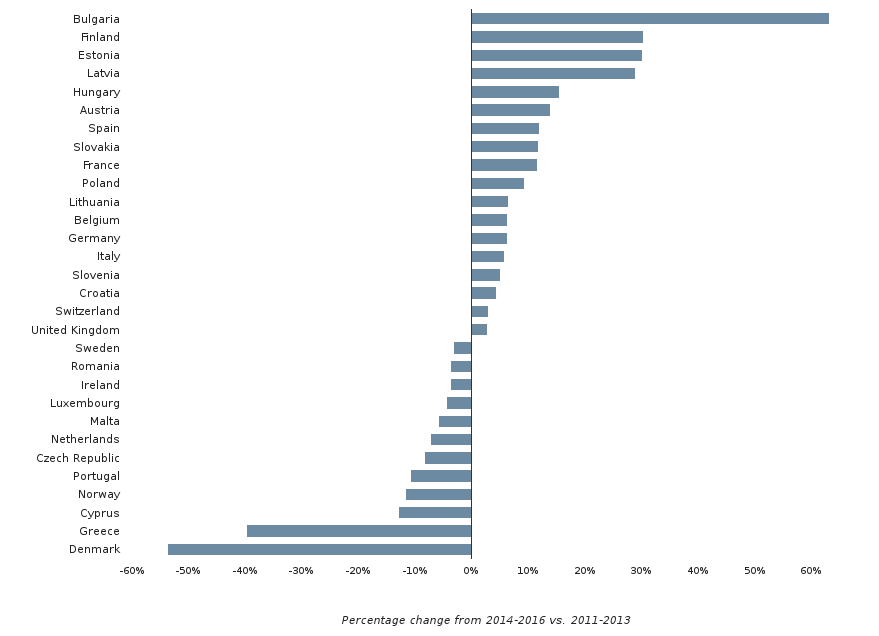 Bulgaria
Finland
Estonia
Latvia
Hungary
Austria
Spain
Slovakia
France
Poland
Lithuania
Belgium
Germany
Italy
Slovenia
Croatia
Switzerland
United Kingdom
Sweden
Romania
Ireland
Luxembourg
Malta
Netherlands
Czech Republic
Portugal
Norway
Cyprus
Greece
Denmark
-60% -50% -40% -30% -20% -10% 0% 10% 20% 30% 40% 50% 60%
Percentage change from 2014-2016 vs. 2011-2013